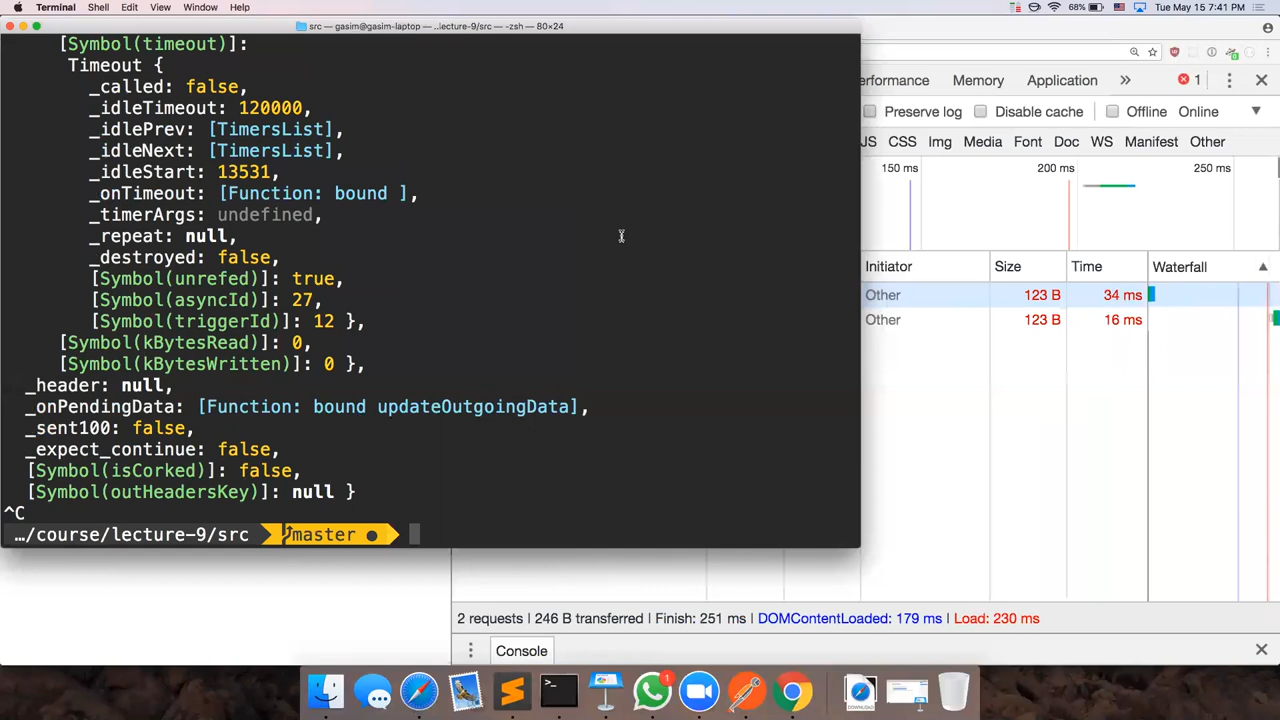 Terminal Shell Edit View Window Help 68% Tue May 15 7:41 PM
src — gasim@gasim-laptop — ..lecture-9/src — -zsh — 80×24
[Symbol(timeout)]:
Timeout {
_called: false,
_idleTimeout: 120000,
_idlePrev: [TimersList],
_idleNext: [TimersList],
_idleStart: 13531,
_onTimeout: [Function: bound ],
_timerArgs: undefined,
_repeat: null,
_destroyed: false,
[Symbol(unrefed)]: true,
[Symbol(asyncId)]: 27,
[Symbol(triggerId)]: 12 },
[Symbol(kBytesRead)]: 0,
[Symbol(kBytesWritten)]: 0 },
_header: null,
_onPendingData: [Function: bound updateOutgoingData],
_sent100: false,
_expect_continue: false,
[Symbol(isCorked)]: false,
[Symbol(outHeadersKey)]: null }
^C
…/course/lecture-9/src master ●
erformance Memory Application » 1
Preserve log Disable cache Offline Online
JS CSS Img Media Font Doc WS Manifest Other
150 ms 200 ms 250 ms
Initiator Size Time Waterfall
Other 123 B 34 ms
Other 123 B 16 ms
2 requests | 246 B transferred | Finish: 251 ms | DOMContentLoaded: 179 ms | Load: 230 ms
Console
1
DOWNLOAD